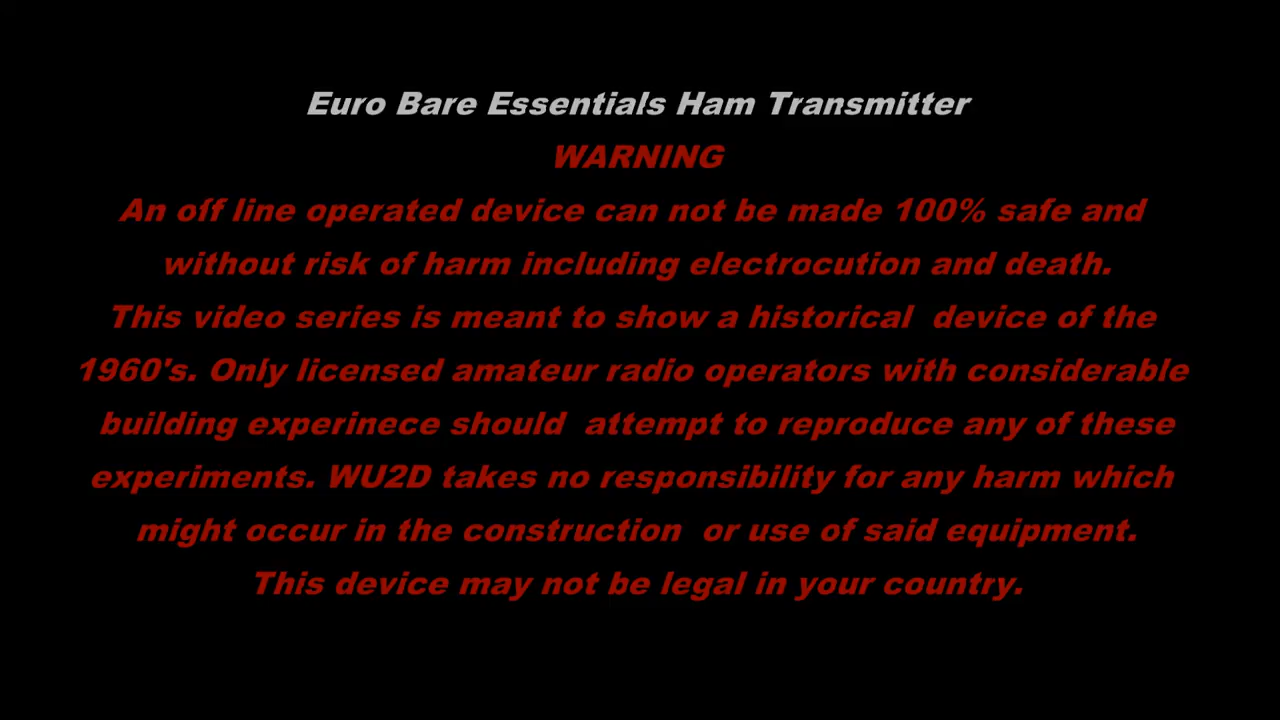 Euro Bare Essentials Ham Transmitter
WARNING
An off line operated device can not be made 100% safe and
without risk of harm including electrocution and death.
This video series is meant to show a historical  device of the
1960's. Only licensed amateur radio operators with considerable
building experinece should  attempt to reproduce any of these
experiments. WU2D takes no responsibility for any harm which
might occur in the construction  or use of said equipment.
This device may not be legal in your country.